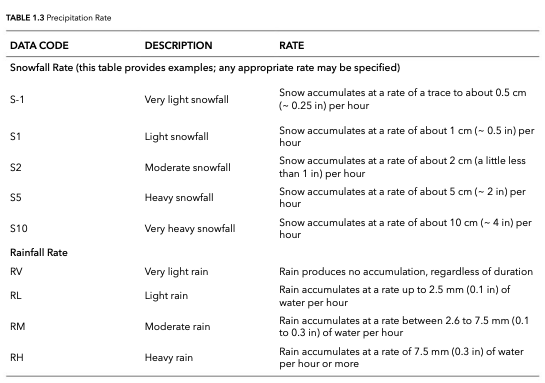 TABLE 1.3 Precipitation Rate
DATA CODE DESCRIPTION RATE
Snowfall Rate (this table provides examples; any appropriate rate may be specified)
S-1 Very light snowfall Snow accumulates at a rate of a trace to about 0.5 cm
(~ 0.25 in) per hour
S1 Light snowfall Snow accumulates at a rate of about 1 cm (~ 0.5 in) per
hour
S2 Moderate snowfall Snow accumulates at a rate of about 2 cm (a little less
than 1 in) per hour
S5 Heavy snowfall Snow accumulates at a rate of about 5 cm (~ 2 in) per
hour
S10 Very heavy snowfall Snow accumulates at a rate of about 10 cm (~ 4 in) per
hour
Rainfall Rate
RV Very light rain Rain produces no accumulation, regardless of duration
RL Light rain Rain accumulates at a rate up to 2.5 mm (0.1 in) of
water per hour
RM Moderate rain Rain accumulates at a rate between 2.6 to 7.5 mm (0.1
to 0.3 in) of water per hour
RH Heavy rain Rain accumulates at a rate of 7.5 mm (0.3 in) of water
per hour or more